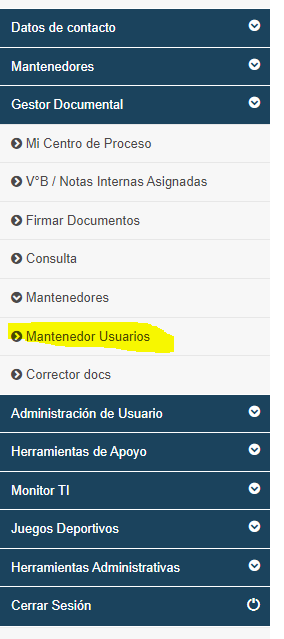 Datos de contacto
Mantenedores
Gestor Documental
Mi Centro de Proceso
V°B / Notas Internas Asignadas
Firmar Documentos
Consulta
Mantenedores
Mantenedor Usuarios
Corrector docs
Administración de Usuario
Herramientas de Apoyo
Monitor TI
Juegos Deportivos
Herramientas Administrativas
Cerrar Sesión